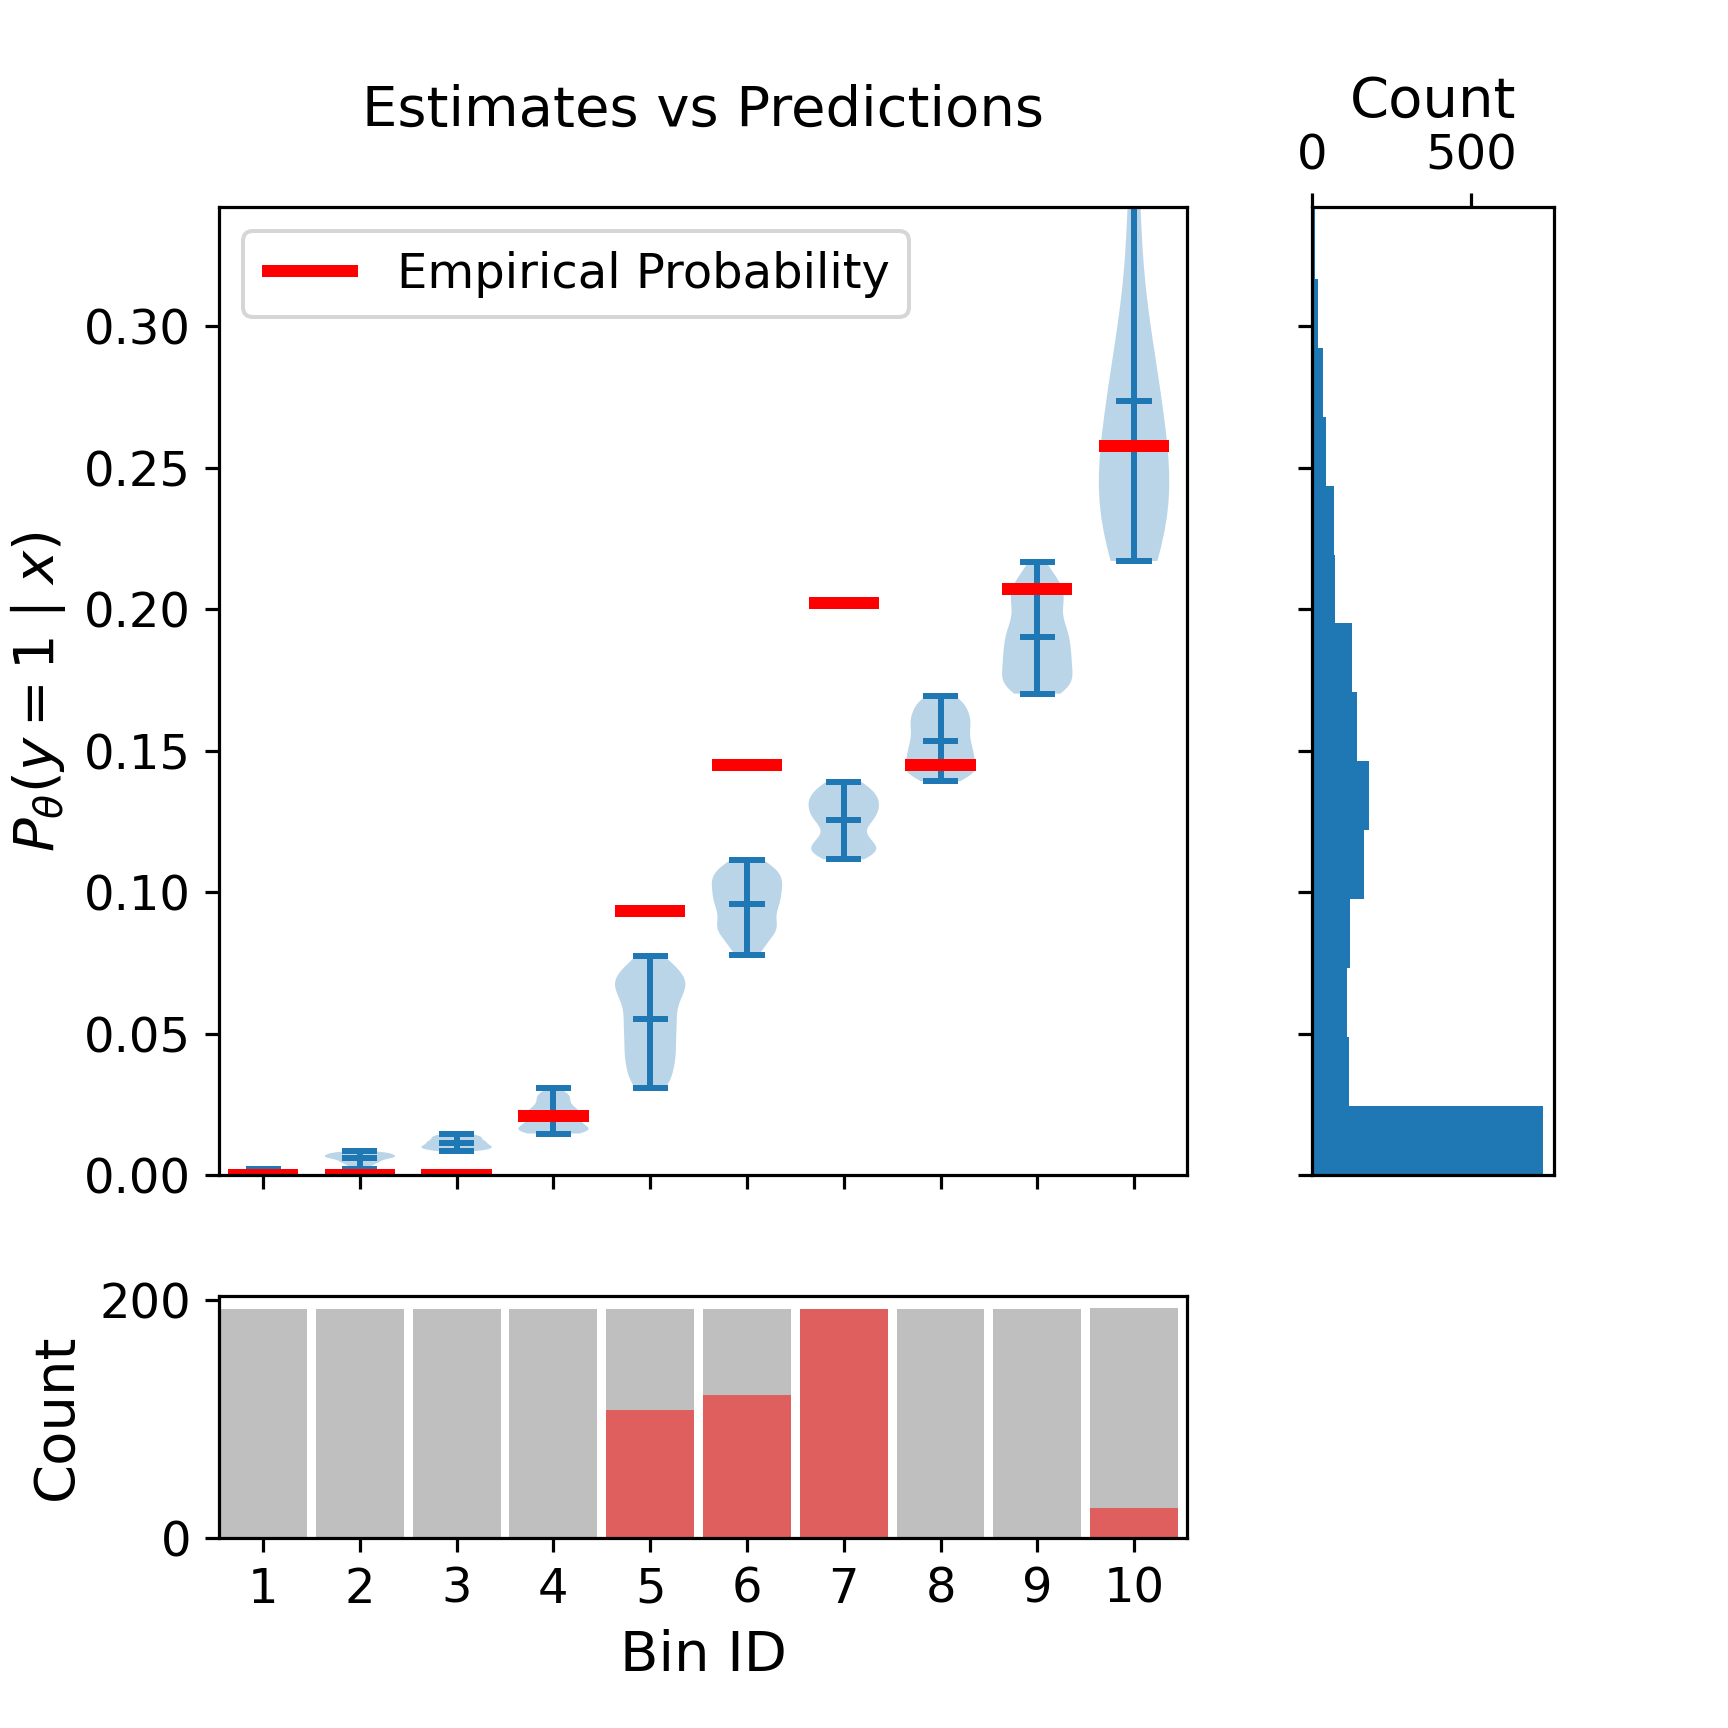 Estimates vs Predictions
Count
0 500
Empirical Probability
0.30
0.25
0.20
0.15
0.10
0.05
0.00
P_θ(y = 1 | x)
200
0
Count
1 2 3 4 5 6 7 8 9 10
Bin ID